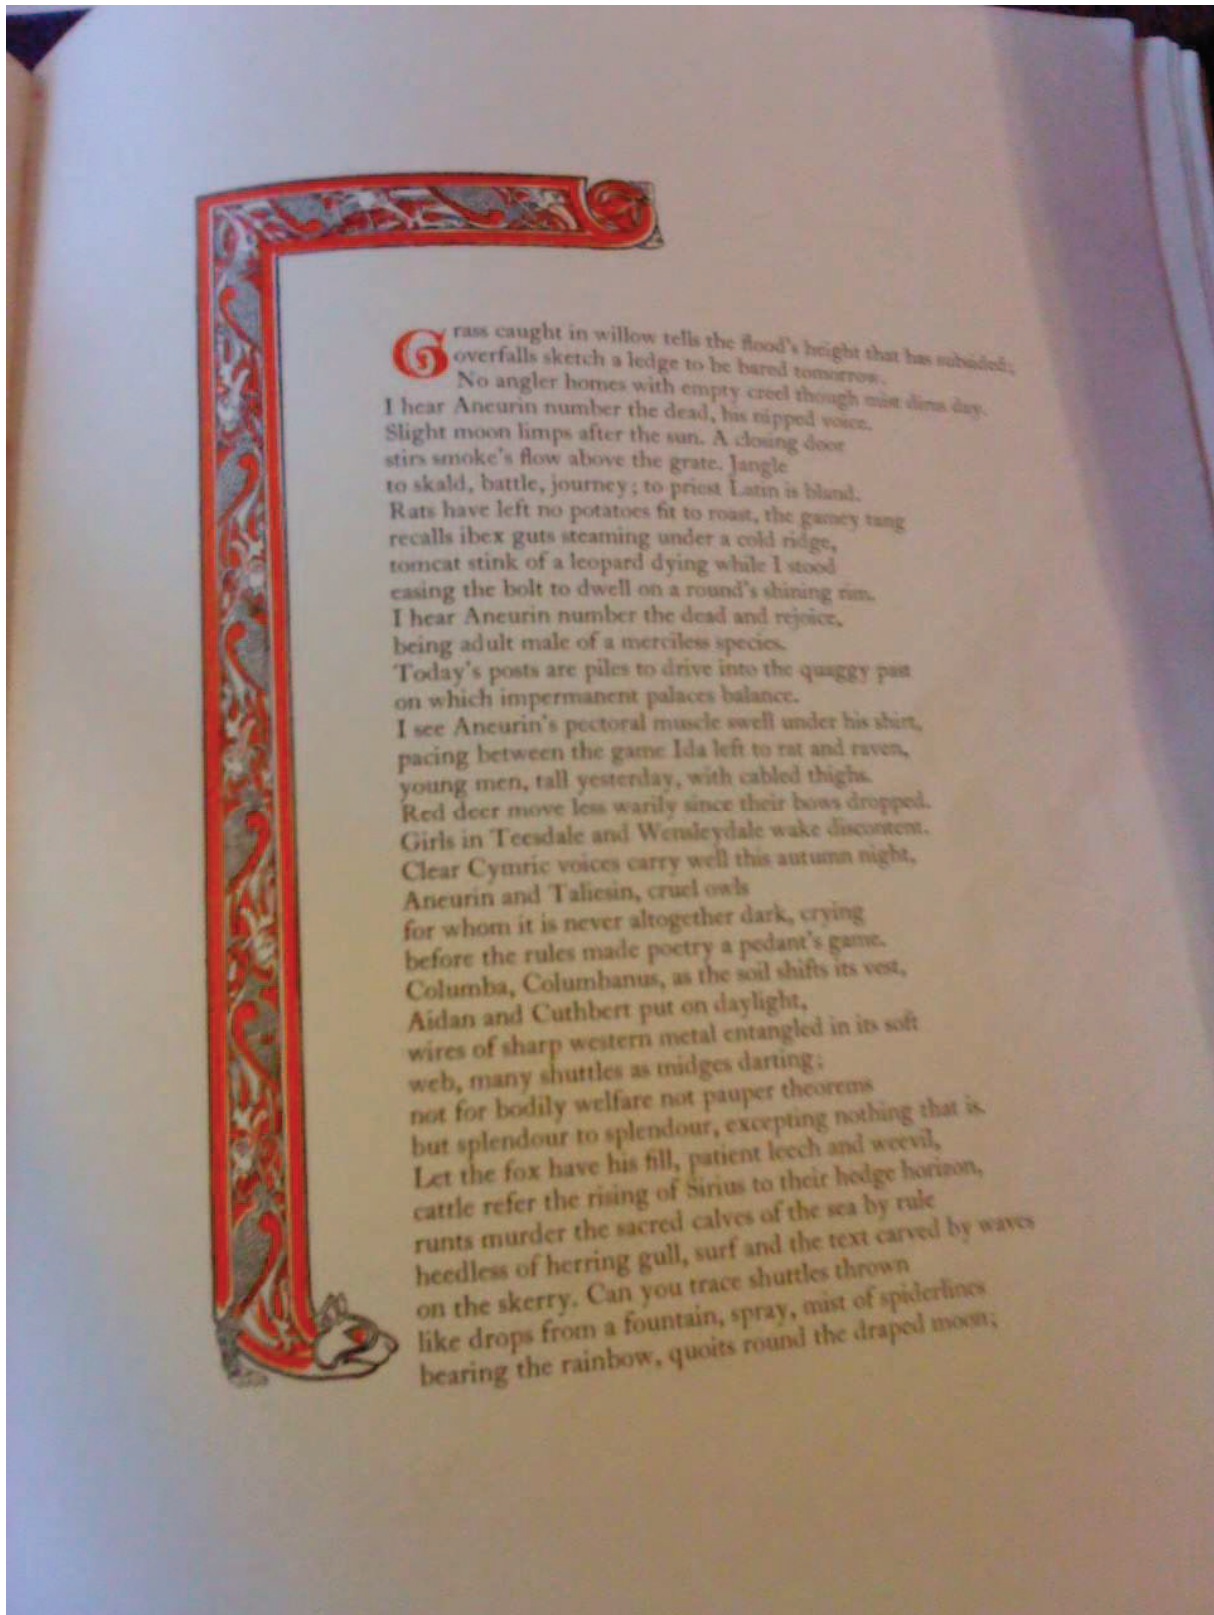 Grass caught in willow tells the flood's height that has subsided;
overfalls sketch a ledge to be bared tomorrow.
No angler homes with empty creel though mist dims day.
I hear Aneurin number the dead, his nipped voice.
Slight moon limps after the sun. A closing door
stirs smoke's flow above the grate. Jangle
to skald, battle, journey; to priest Latin is bland.
Rats have left no potatoes fit to roast, the gamey tang
recalls ibex guts steaming under a cold ridge,
tomcat stink of a leopard dying while I stood
easing the bolt to dwell on a round's shining rim.
I hear Aneurin number the dead and rejoice,
being adult male of a merciless species.
Today's posts are piles to drive into the quaggy past
on which impermanent palaces balance.
I see Aneurin's pectoral muscle swell under his shirt,
pacing between the game Ida left to rat and raven,
young men, tall yesterday, with cabled thighs.
Red deer move less warily since their bows dropped.
Girls in Teesdale and Wensleydale wake discontent.
Clear Cymric voices carry well this autumn night,
Aneurin and Taliesin, cruel owls
for whom it is never altogether dark, crying
before the rules made poetry a pedant's game.
Columba, Columbanus, as the soil shifts its vest,
Aidan and Cuthbert put on daylight,
wires of sharp western metal entangled in its soft
web, many shuttles as midges darting;
not for bodily welfare not pauper theorems
but splendour to splendour, excepting nothing that is.
Let the fox have his fill, patient leech and weevil,
cattle refer the rising of Sirius to their hedge horizon,
runts murder the sacred calves of the sea by rule
heedless of herring gull, surf and the text carved by waves
on the skerry. Can you trace shuttles thrown
like drops from a fountain, spray, mist of spiderlines
bearing the rainbow, quoits round the draped moon;